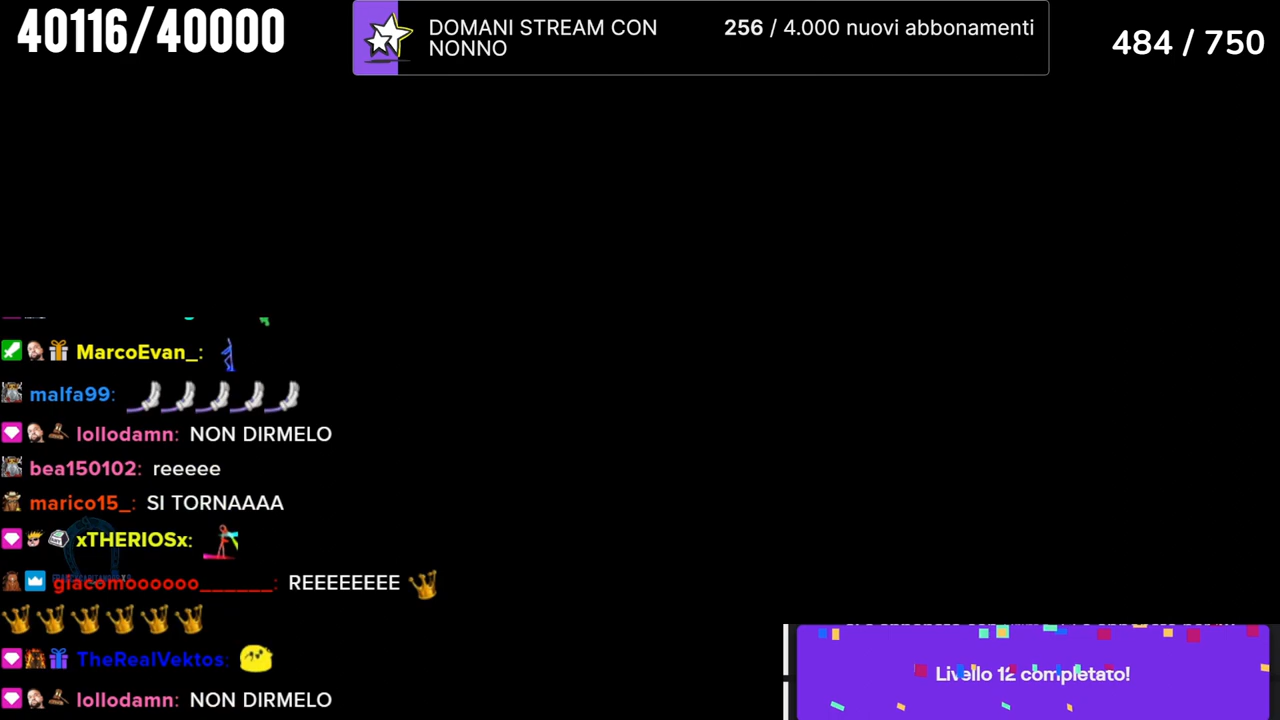 40116/40000
DOMANI STREAM CON
NONNO
256 / 4.000 nuovi abbonamenti
484 / 750
MarcoEvan_:
malfa99:
lollodamn: NON DIRMELO
bea150102: reeeee
marico15_: SI TORNAAAA
xTHERIOSx:
giacomoooooo______: REEEEEEEE
TheRealVektos:
lollodamn: NON DIRMELO
Livello 12 completato!